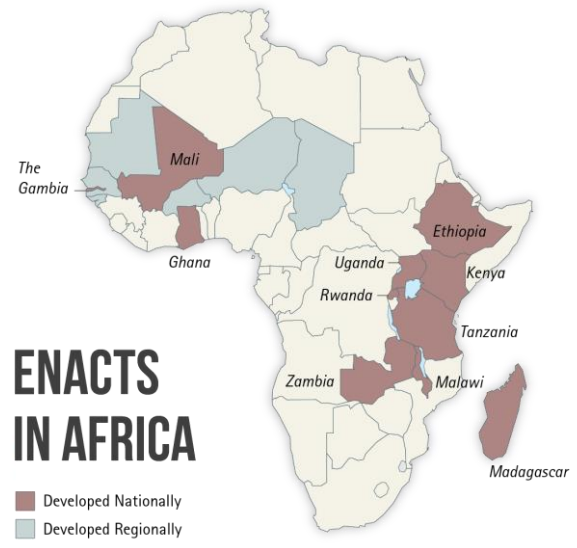 Mali
The
Gambia
Ghana
Ethiopia
Uganda
Kenya
Rwanda
Tanzania
Zambia
Malawi
Madagascar
ENACTS
IN AFRICA
Developed Nationally
Developed Regionally